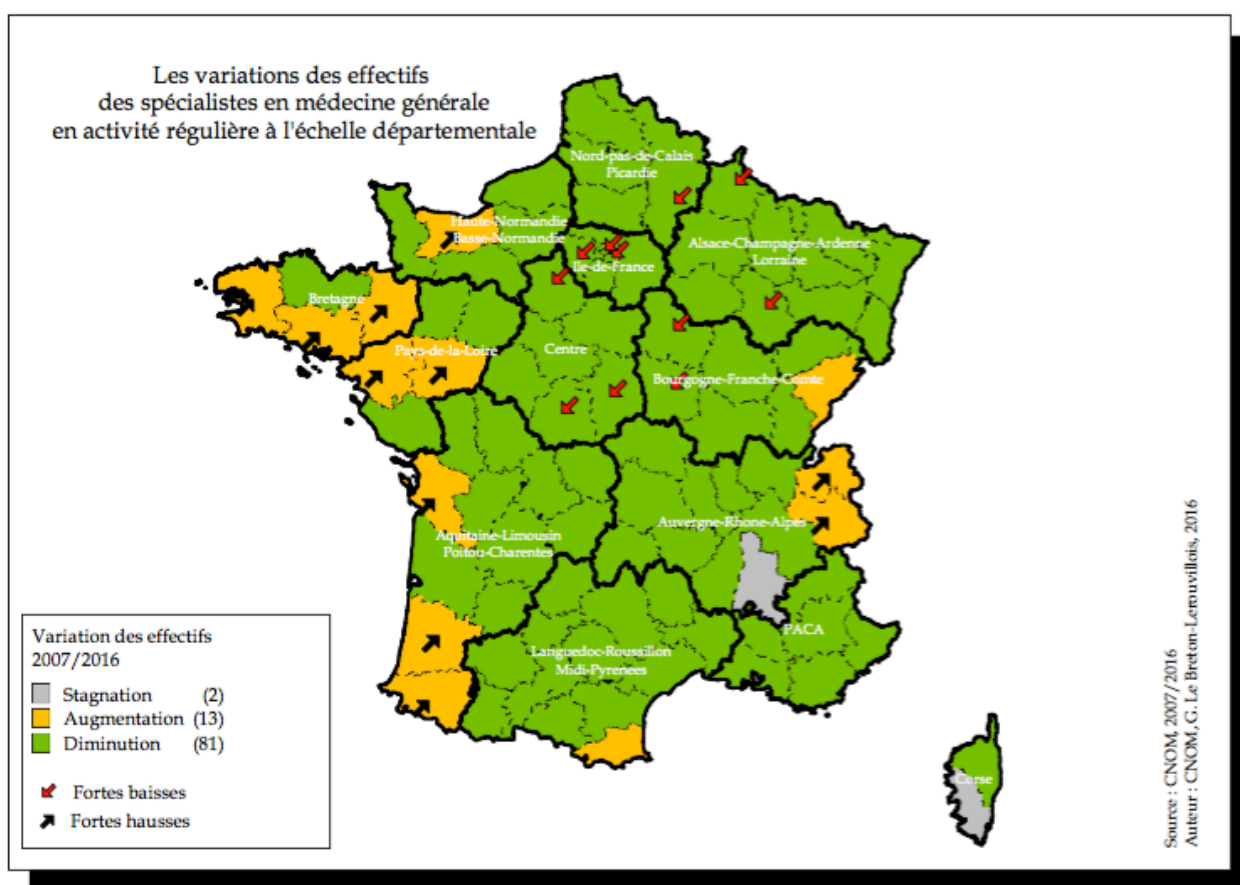 Les variations des effectifs
des spécialistes en médecine générale
en activité régulière à l'échelle départementale
Nord-pas-de-Calais
Picardie
Haute-Normandie
Basse-Normandie
Alsace-Champagne-Ardenne
Lorraine
Ile-de-France
Bretagne
Pays-de-la-Loire
Centre
Bourgogne-Franche-Comte
Auvergne-Rhone-Alpes
Aquitaine-Limousin
Poitou-Charentes
PACA
Languedoc-Roussillon
Midi-Pyrenees
Corse
Variation des effectifs
2007/2016
Stagnation (2)
Augmentation (13)
Diminution (81)
Fortes baisses
Fortes hausses
Source : CNOM, 2007/2016
Auteur : CNOM, G. Le Breton-Lerouvillois, 2016